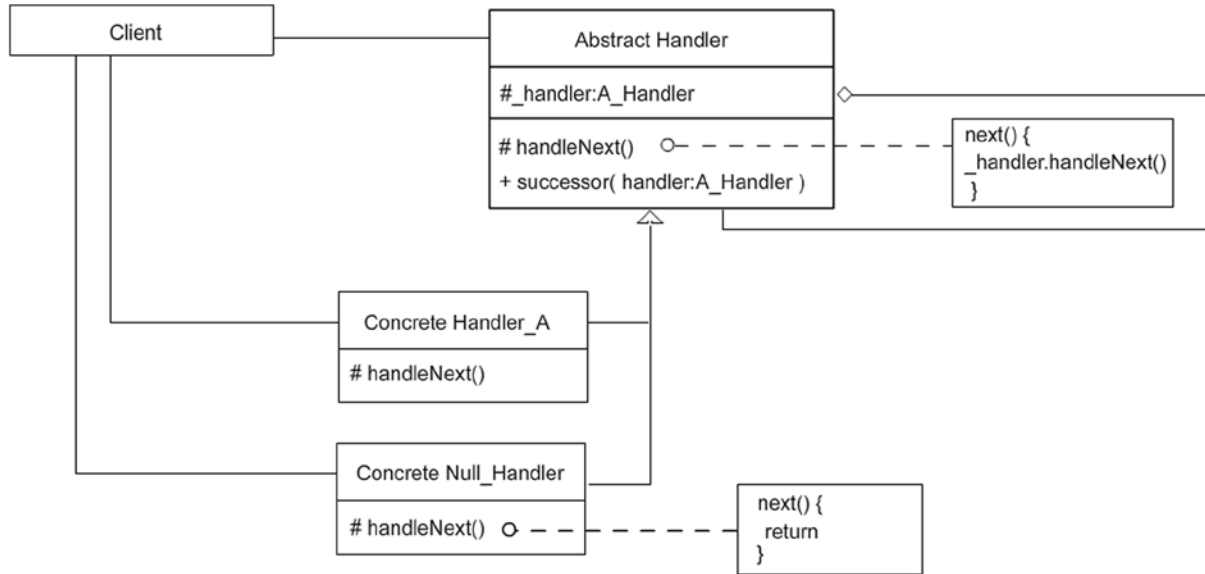 Client
Abstract Handler
#_handler:A_Handler
# handleNext()
+ successor( handler:A_Handler )
next() {
_handler.handleNext()
}
Concrete Handler_A
# handleNext()
Concrete Null_Handler
# handleNext()
next() {
return
}